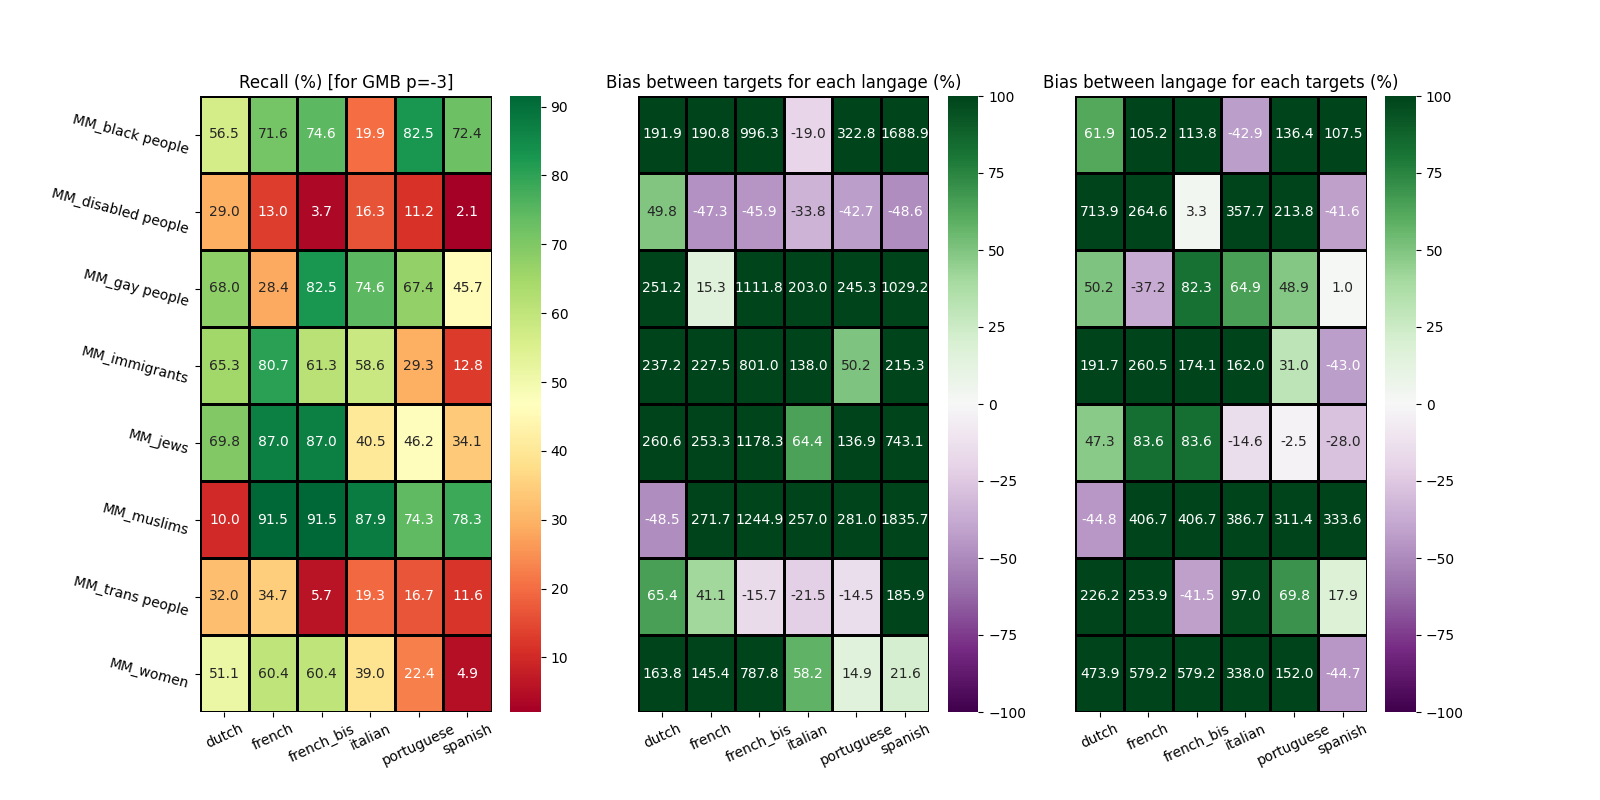 Recall (%) [for GMB p=-3]
MM_black people 56.5 71.6 74.6 19.9 82.5 72.4
MM_disabled people 29.0 13.0 3.7 16.3 11.2 2.1
MM_gay people 68.0 28.4 82.5 74.6 67.4 45.7
MM_immigrants 65.3 80.7 61.3 58.6 29.3 12.8
MM_jews 69.8 87.0 87.0 40.5 46.2 34.1
MM_muslims 10.0 91.5 91.5 87.9 74.3 78.3
MM_trans people 32.0 34.7 5.7 19.3 16.7 11.6
MM_women 51.1 60.4 60.4 39.0 22.4 4.9
dutch french french_bis italian portuguese spanish
90
80
70
60
50
40
30
20
10
Bias between targets for each langage (%)
191.9 190.8 996.3 -19.0 322.8 1688.9
49.8 -47.3 -45.9 -33.8 -42.7 -48.6
251.2 15.3 1111.8 203.0 245.3 1029.2
237.2 227.5 801.0 138.0 50.2 215.3
260.6 253.3 1178.3 64.4 136.9 743.1
-48.5 271.7 1244.9 257.0 281.0 1835.7
65.4 41.1 -15.7 -21.5 -14.5 185.9
163.8 145.4 787.8 58.2 14.9 21.6
dutch french french_bis italian portuguese spanish
100
75
50
25
0
−25
−50
−75
−100
Bias between langage for each targets (%)
61.9 105.2 113.8 -42.9 136.4 107.5
713.9 264.6 3.3 357.7 213.8 -41.6
50.2 -37.2 82.3 64.9 48.9 1.0
191.7 260.5 174.1 162.0 31.0 -43.0
47.3 83.6 83.6 -14.6 -2.5 -28.0
-44.8 406.7 406.7 386.7 311.4 333.6
226.2 253.9 -41.5 97.0 69.8 17.9
473.9 579.2 579.2 338.0 152.0 -44.7
dutch french french_bis italian portuguese spanish
100
75
50
25
0
−25
−50
−75
−100